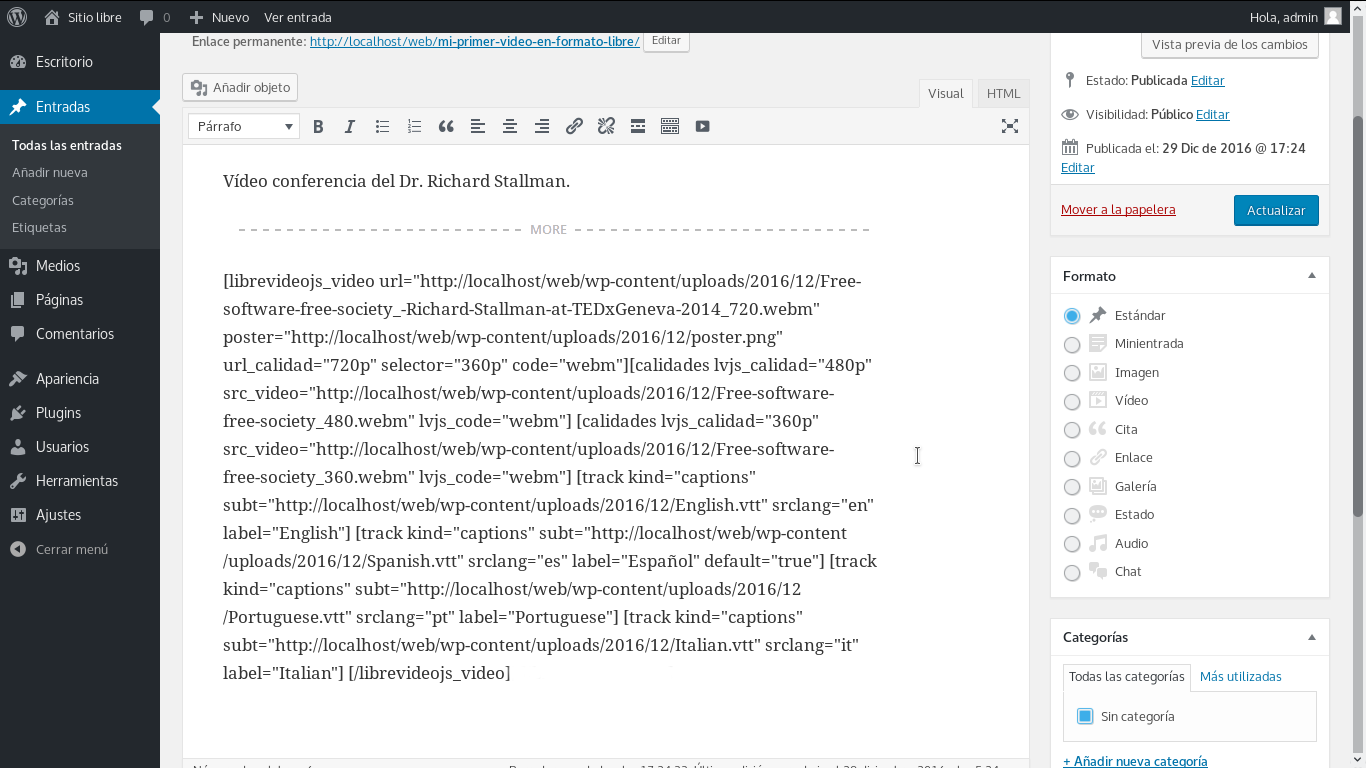 Sitio libre
0
Nuevo
Ver entrada
Hola, admin
Escritorio
Entradas
Todas las entradas
Añadir nueva
Categorías
Etiquetas
Medios
Páginas
Comentarios
Apariencia
Plugins
Usuarios
Herramientas
Ajustes
Cerrar menú
Enlace permanente: http://localhost/web/mi-primer-video-en-formato-libre/ Editar
Añadir objeto
Visual
HTML
Párrafo
Vídeo conferencia del Dr. Richard Stallman.
MORE
[librevideojs_video url="http://localhost/web/wp-content/uploads/2016/12/Free-
software-free-society_-Richard-Stallman-at-TEDxGeneva-2014_720.webm"
poster="http://localhost/web/wp-content/uploads/2016/12/poster.png"
url_calidad="720p" selector="360p" code="webm"][calidades lvjs_calidad="480p"
src_video="http://localhost/web/wp-content/uploads/2016/12/Free-software-
free-society_480.webm" lvjs_code="webm"] [calidades lvjs_calidad="360p"
src_video="http://localhost/web/wp-content/uploads/2016/12/Free-software-
free-society_360.webm" lvjs_code="webm"] [track kind="captions"
subt="http://localhost/web/wp-content/uploads/2016/12/English.vtt" srclang="en"
label="English"] [track kind="captions" subt="http://localhost/web/wp-content
/uploads/2016/12/Spanish.vtt" srclang="es" label="Español" default="true"] [track
kind="captions" subt="http://localhost/web/wp-content/uploads/2016/12
/Portuguese.vtt" srclang="pt" label="Portuguese"] [track kind="captions"
subt="http://localhost/web/wp-content/uploads/2016/12/Italian.vtt" srclang="it"
label="Italian"] [/librevideojs_video]
Vista previa de los cambios
Estado: Publicada Editar
Visibilidad: Público Editar
Publicada el: 29 Dic de 2016 @ 17:24
Editar
Mover a la papelera
Actualizar
Formato
Estándar
Minientrada
Imagen
Vídeo
Cita
Enlace
Galería
Estado
Audio
Chat
Categorías
Todas las categorías
Más utilizadas
Sin categoría
+ Añadir nueva categoría